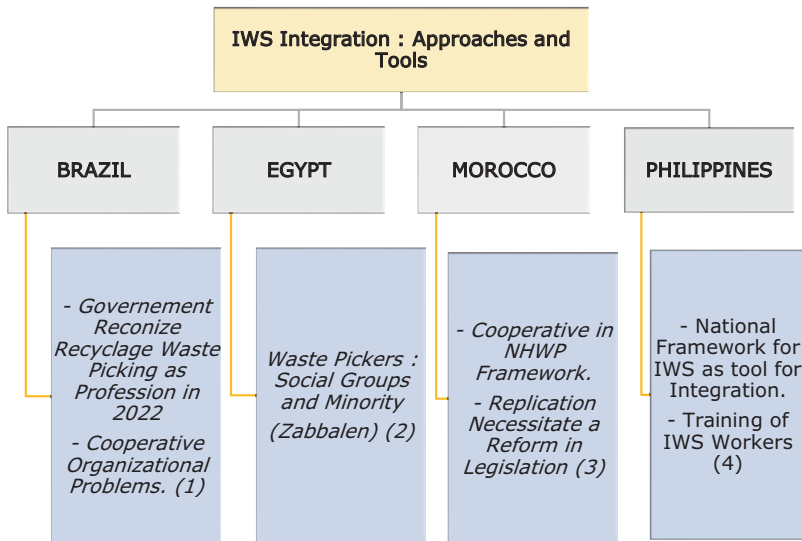 IWS Integration : Approaches and
Tools
BRAZIL
EGYPT
MOROCCO
PHILIPPINES
- Governement
Reconize
Recyclage Waste
Picking as
Profession in
2022
- Cooperative
Organizational
Problems. (1)
Waste Pickers :
Social Groups
and Minority
(Zabbalen) (2)
- Cooperative in
NHWP
Framework.
- Replication
Necessitate a
Reform in
Legislation (3)
- National
Framework for
IWS as tool for
Integration.
- Training of
IWS Workers
(4)